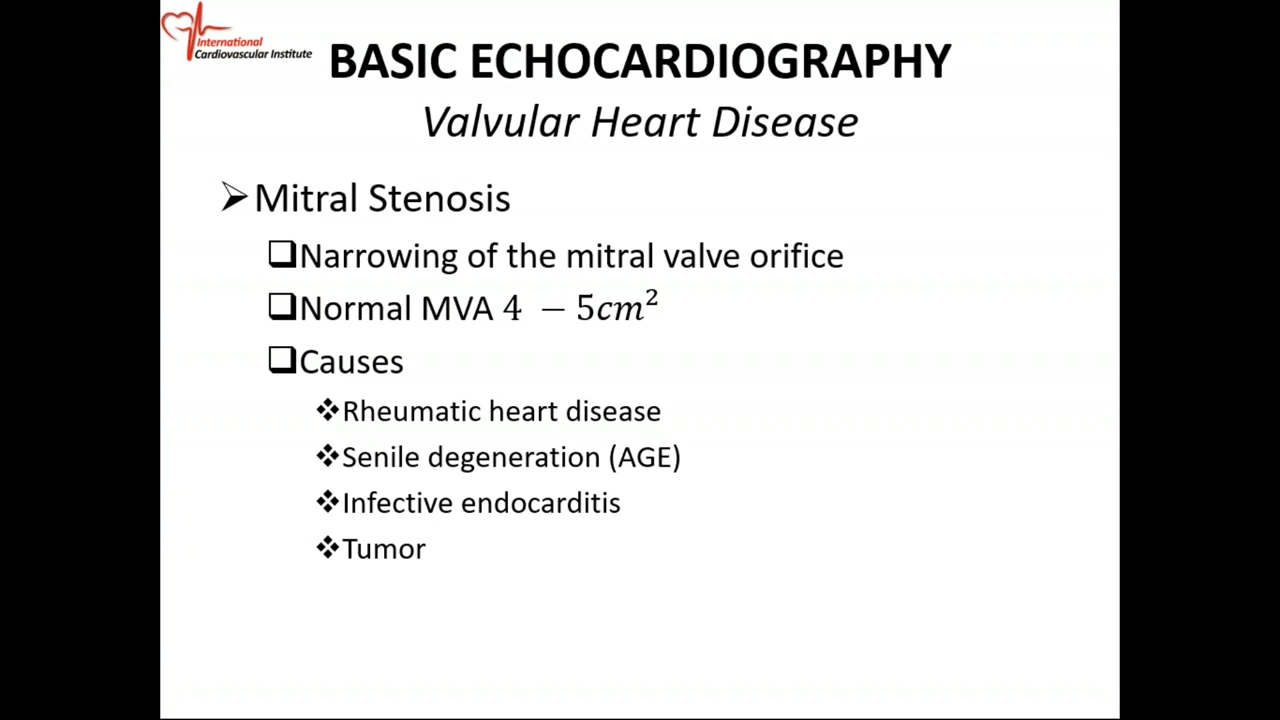 International
Cardiovascular Institute
BASIC ECHOCARDIOGRAPHY
Valvular Heart Disease
➢Mitral Stenosis
❑Narrowing of the mitral valve orifice
❑Normal MVA 4 − 5cm²
❑Causes
❖Rheumatic heart disease
❖Senile degeneration (AGE)
❖Infective endocarditis
❖Tumor